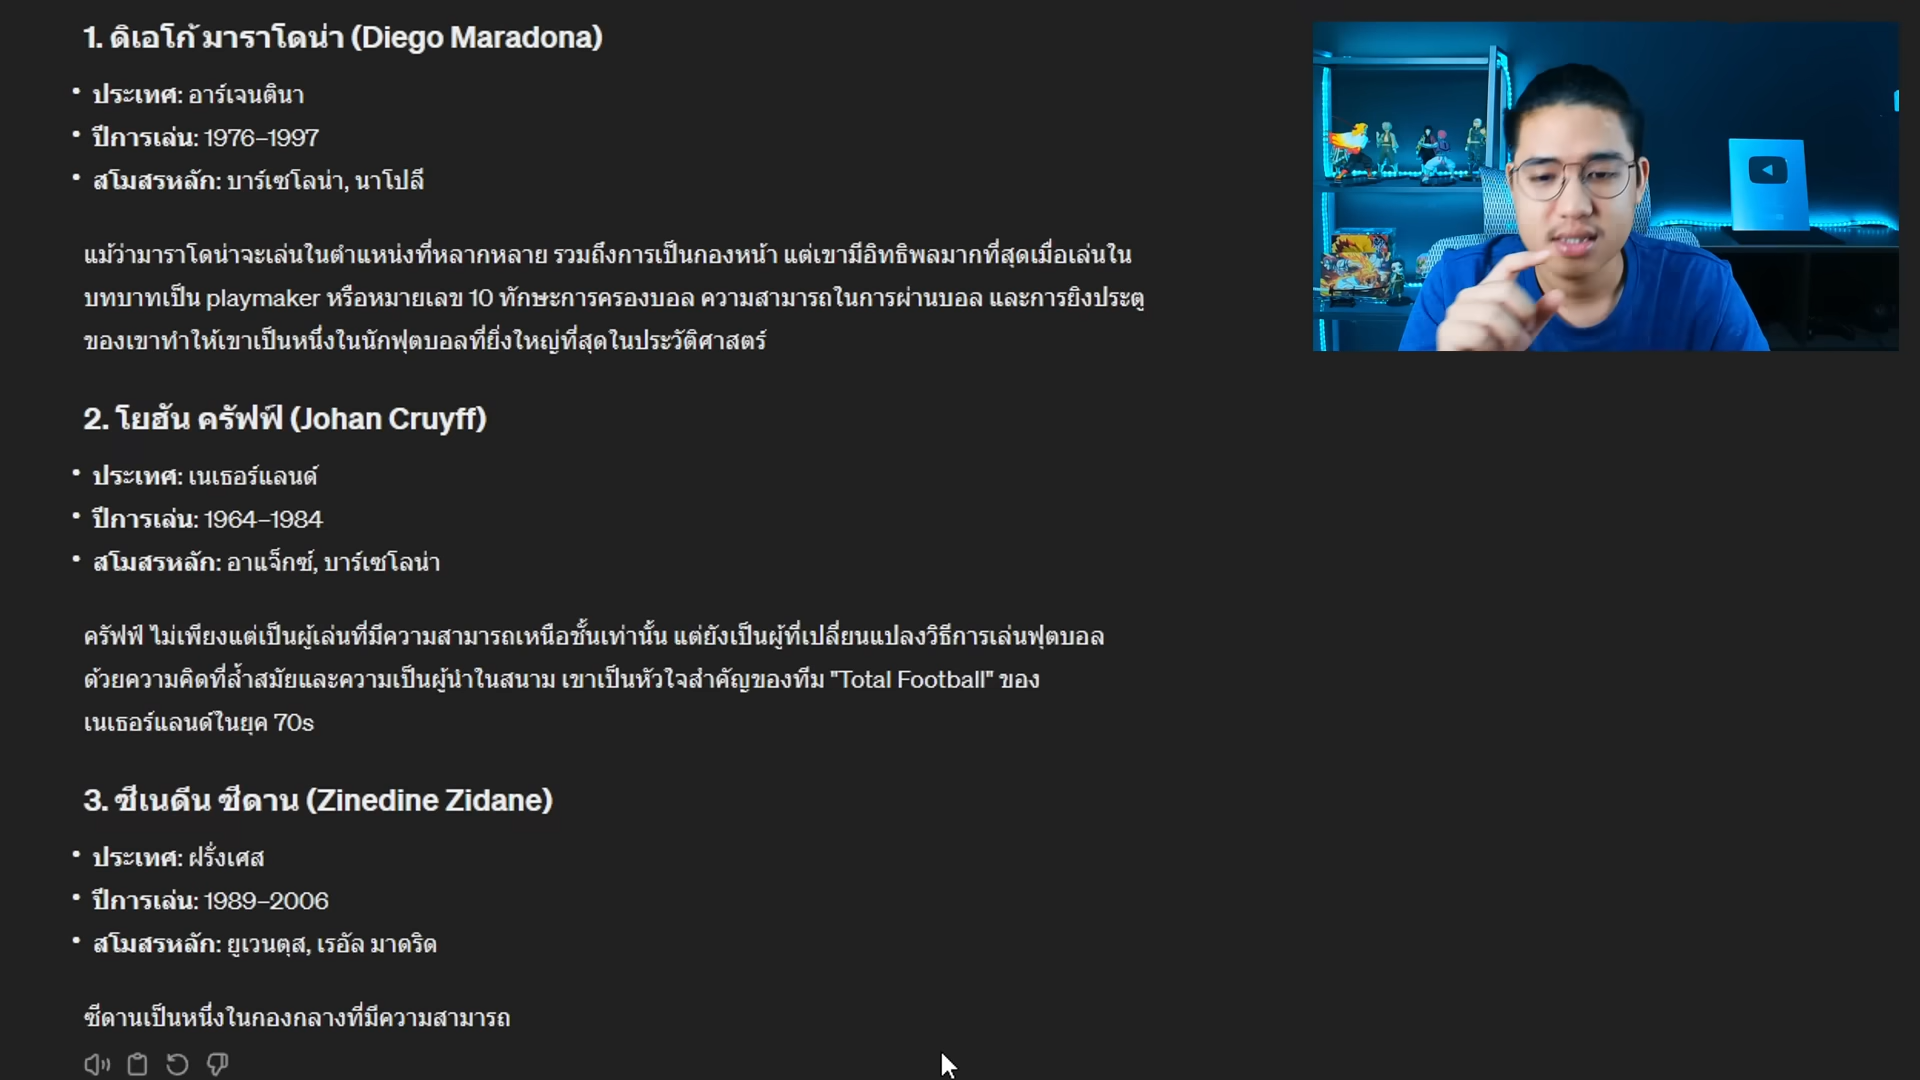 1. ดิเอโก้ มาราโดน่า (Diego Maradona)
• ประเทศ: อาร์เจนตินา
• ปีการเล่น: 1976–1997
• สโมสรหลัก: บาร์เซโลน่า, นาโปลี
แม้ว่ามาราโดน่าจะเล่นในตำแหน่งที่หลากหลาย รวมถึงการเป็นกองหน้า แต่เขามีอิทธิพลมากที่สุดเมื่อเล่นใน
บทบาทเป็น playmaker หรือหมายเลข 10 ทักษะการครองบอล ความสามารถในการผ่านบอล และการยิงประตู
ของเขาทำให้เขาเป็นหนึ่งในนักฟุตบอลที่ยิ่งใหญ่ที่สุดในประวัติศาสตร์
2. โยฮัน ครัฟฟ์ (Johan Cruyff)
• ประเทศ: เนเธอร์แลนด์
• ปีการเล่น: 1964–1984
• สโมสรหลัก: อาแจ็กซ์, บาร์เซโลน่า
ครัฟฟ์ ไม่เพียงแต่เป็นผู้เล่นที่มีความสามารถเหนือชั้นเท่านั้น แต่ยังเป็นผู้ที่เปลี่ยนแปลงวิธีการเล่นฟุตบอล
ด้วยความคิดที่ล้ำสมัยและความเป็นผู้นำในสนาม เขาเป็นหัวใจสำคัญของทีม "Total Football" ของ
เนเธอร์แลนด์ในยุค 70s
3. ซีเนดีน ซีดาน (Zinedine Zidane)
• ประเทศ: ฝรั่งเศส
• ปีการเล่น: 1989–2006
• สโมสรหลัก: ยูเวนตุส, เรอัล มาดริด
ซีดานเป็นหนึ่งในกองกลางที่มีความสามารถ